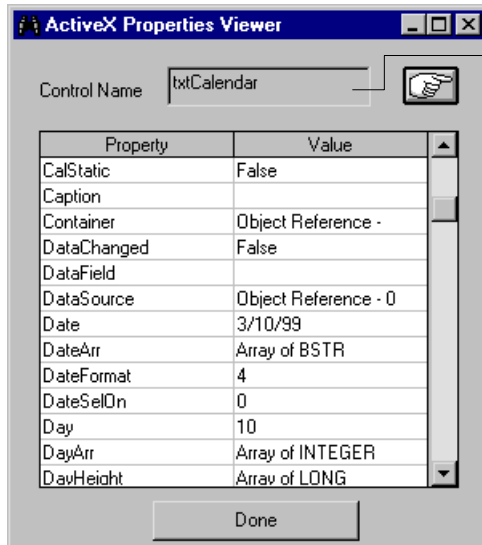 ActiveX Properties Viewer
Control Name txtCalendar
Property Value
CalStatic False
Caption
Container Object Reference -
DataChanged False
DataField
DataSource Object Reference - 0
Date 3/10/99
DateArr Array of BSTR
DateFormat 4
DateSelOn 0
Day 10
DayArr Array of INTEGER
DayHeight Array of LONG
Done